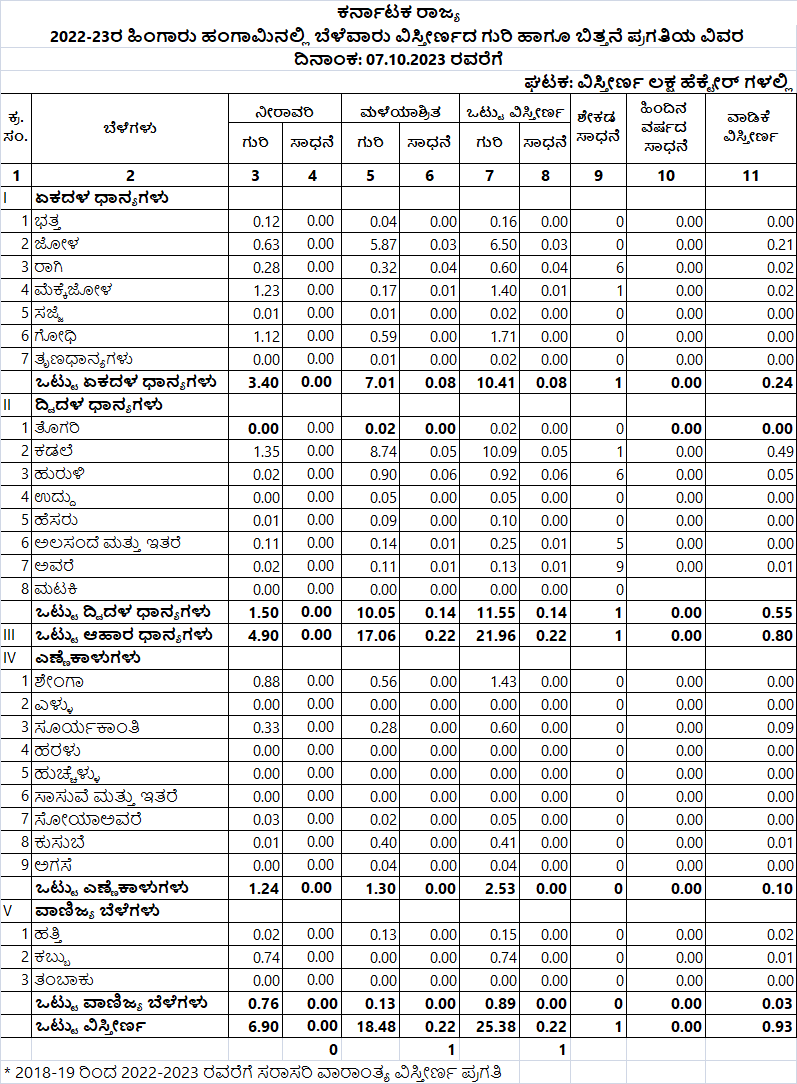 ಕರ್ನಾಟಕ ರಾಜ್ಯ
2022-23ರ ಹಿಂಗಾರು ಹಂಗಾಮಿನಲ್ಲಿ ಬೆಳೆವಾರು ವಿಸ್ತೀರ್ಣದ ಗುರಿ ಹಾಗೂ ಬಿತ್ತನೆ ಪ್ರಗತಿಯ ವಿವರ
ದಿನಾಂಕ: 07.10.2023 ರವರೆಗೆ
ಘಟಕ: ವಿಸ್ತೀರ್ಣ ಲಕ್ಷ ಹೆಕ್ಟೇರ್ ಗಳಲ್ಲಿ
ಕ್ರ. ಸಂ. ಬೆಳೆಗಳು ನೀರಾವರಿ ಮಳೆಯಾಶ್ರಿತ ಒಟ್ಟು ವಿಸ್ತೀರ್ಣ ಶೇಕಡ ಸಾಧನೆ ಹಿಂದಿನ ವರ್ಷದ ಸಾಧನೆ ವಾಡಿಕೆ ವಿಸ್ತೀರ್ಣ
ಗುರಿ ಸಾಧನೆ ಗುರಿ ಸಾಧನೆ ಗುರಿ ಸಾಧನೆ
1 2 3 4 5 6 7 8 9 10 11
I ಏಕದಳ ಧಾನ್ಯಗಳು
1 ಭತ್ತ 0.12 0.00 0.04 0.00 0.16 0.00 0 0.00 0.00
2 ಜೋಳ 0.63 0.00 5.87 0.03 6.50 0.03 0 0.00 0.21
3 ರಾಗಿ 0.28 0.00 0.32 0.04 0.60 0.04 6 0.00 0.02
4 ಮೆಕ್ಕೆಜೋಳ 1.23 0.00 0.17 0.01 1.40 0.01 1 0.00 0.02
5 ಸಜ್ಜೆ 0.01 0.00 0.01 0.00 0.02 0.00 0 0.00 0.00
6 ಗೋಧಿ 1.12 0.00 0.59 0.00 1.71 0.00 0 0.00 0.00
7 ತೃಣಧಾನ್ಯಗಳು 0.00 0.00 0.01 0.00 0.02 0.00 0 0.00 0.00
ಒಟ್ಟು ಏಕದಳ ಧಾನ್ಯಗಳು 3.40 0.00 7.01 0.08 10.41 0.08 1 0.00 0.24
II ದ್ವಿದಳ ಧಾನ್ಯಗಳು
1 ತೊಗರಿ 0.00 0.00 0.02 0.00 0.02 0.00 0 0.00 0.00
2 ಕಡಲೆ 1.35 0.00 8.74 0.05 10.09 0.05 1 0.00 0.49
3 ಹುರುಳಿ 0.02 0.00 0.90 0.06 0.92 0.06 6 0.00 0.05
4 ಉದ್ದು 0.00 0.00 0.05 0.00 0.05 0.00 0 0.00 0.00
5 ಹೆಸರು 0.01 0.00 0.09 0.00 0.10 0.00 0 0.00 0.00
6 ಅಲಸಂದೆ ಮತ್ತು ಇತರೆ 0.11 0.00 0.14 0.01 0.25 0.01 5 0.00 0.00
7 ಅವರೆ 0.02 0.00 0.11 0.01 0.13 0.01 9 0.00 0.01
8 ಮಟಕಿ 0.00 0.00 0.00 0.00 0.00 0.00 0
ಒಟ್ಟು ದ್ವಿದಳ ಧಾನ್ಯಗಳು 1.50 0.00 10.05 0.14 11.55 0.14 1 0.00 0.55
III ಒಟ್ಟು ಆಹಾರ ಧಾನ್ಯಗಳು 4.90 0.00 17.06 0.22 21.96 0.22 1 0.00 0.80
IV ಎಣ್ಣೆಕಾಳುಗಳು
1 ಶೇಂಗಾ 0.88 0.00 0.56 0.00 1.43 0.00 0 0.00 0.00
2 ಎಳ್ಳು 0.00 0.00 0.00 0.00 0.00 0.00 0 0.00 0.00
3 ಸೂರ್ಯಕಾಂತಿ 0.33 0.00 0.28 0.00 0.60 0.00 0 0.00 0.09
4 ಹರಳು 0.00 0.00 0.00 0.00 0.00 0.00 0 0.00 0.00
5 ಹುಚ್ಚೆಳ್ಳು 0.00 0.00 0.00 0.00 0.00 0.00 0 0.00 0.00
6 ಸಾಸುವೆ ಮತ್ತು ಇತರೆ 0.00 0.00 0.00 0.00 0.00 0.00 0 0.00 0.00
7 ಸೋಯಾಅವರೆ 0.03 0.00 0.02 0.00 0.05 0.00 0 0.00 0.00
8 ಕುಸುಬೆ 0.01 0.00 0.40 0.00 0.41 0.00 0 0.00 0.01
9 ಅಗಸೆ 0.00 0.00 0.04 0.00 0.04 0.00 0 0.00 0.00
ಒಟ್ಟು ಎಣ್ಣೆಕಾಳುಗಳು 1.24 0.00 1.30 0.00 2.53 0.00 0 0.00 0.10
V ವಾಣಿಜ್ಯ ಬೆಳೆಗಳು
1 ಹತ್ತಿ 0.02 0.00 0.13 0.00 0.15 0.00 0 0.00 0.02
2 ಕಬ್ಬು 0.74 0.00 0.00 0.00 0.74 0.00 0 0.00 0.01
3 ತಂಬಾಕು 0.00 0.00 0.00 0.00 0.00 0.00 0 0.00 0.00
ಒಟ್ಟು ವಾಣಿಜ್ಯ ಬೆಳೆಗಳು 0.76 0.00 0.13 0.00 0.89 0.00 0 0.00 0.03
ಒಟ್ಟು ವಿಸ್ತೀರ್ಣ 6.90 0.00 18.48 0.22 25.38 0.22 1 0.00 0.93
0 1 1
* 2018-19 ರಿಂದ 2022-2023 ರವರೆಗೆ ಸರಾಸರಿ ವಾರಾಂತ್ಯ ವಿಸ್ತೀರ್ಣ ಪ್ರಗತಿ